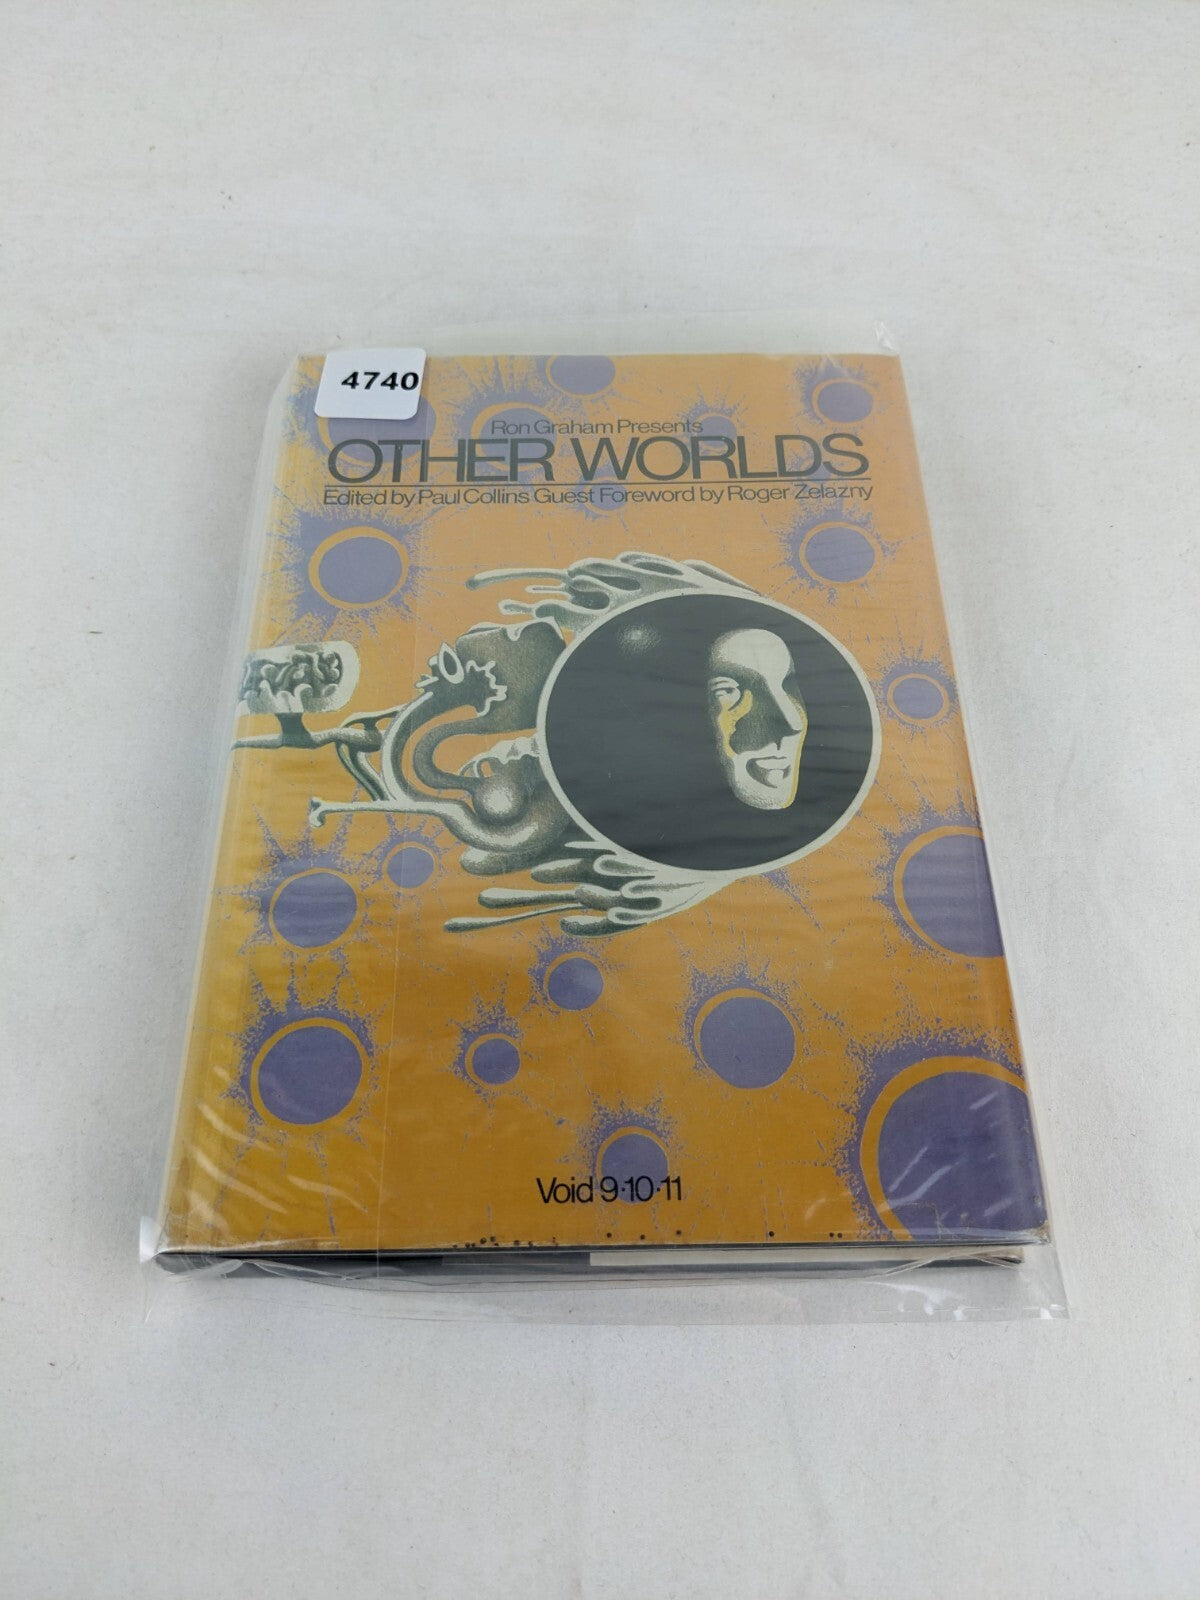 4740
Ron Graham Presents
OTHER WORLDS
Edited by Paul Collins Guest Foreword by Roger Zelazny
Void 9·10·11